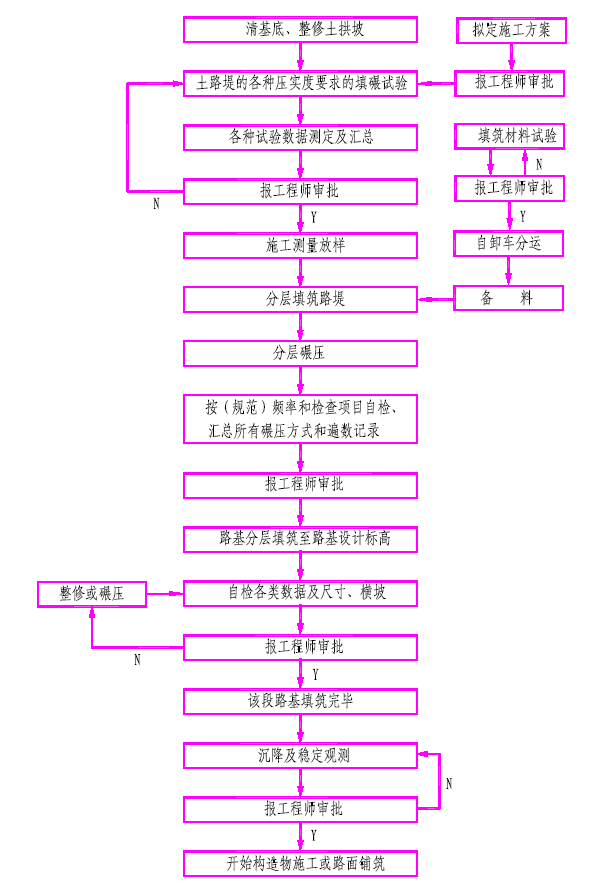 清基底、整修土拱坡
拟定施工方案
土路堤的各种压实度要求的填碾试验
报工程师审批
各种试验数据测定及汇总
填筑材料试验
N
报工程师审批
报工程师审批
N
Y
Y
施工测量放样
自卸车分运
分层填筑路堤
备 料
分层碾压
按（规范）频率和检查项目自检、
汇总所有碾压方式和遍数记录
报工程师审批
路基分层填筑至路基设计标高
整修或碾压
自检各类数据及尺寸、横坡
报工程师审批
N
Y
该段路基填筑完毕
沉降及稳定观测
N
报工程师审批
Y
开始构造物施工或路面铺筑